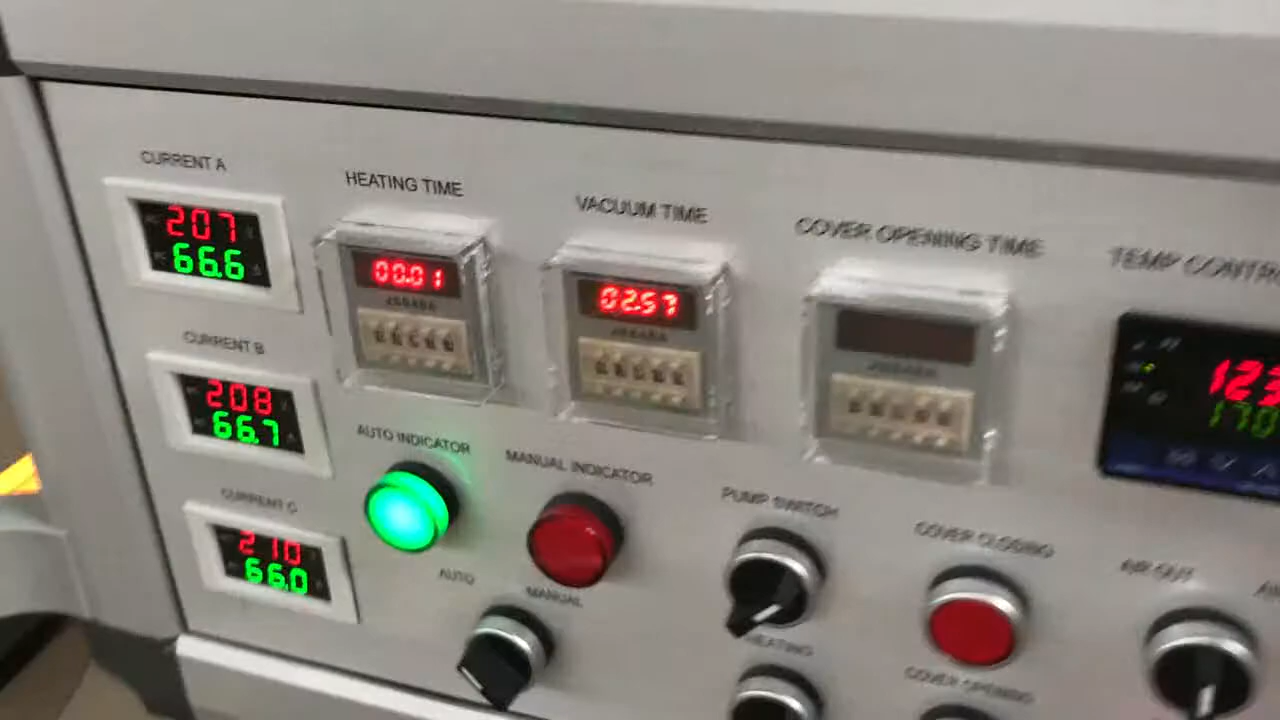 CURRENT A
207
66.6
HEATING TIME
00.01
VACUUM TIME
02.57
COVER OPENING TIME
TEMP CONTR
123
170
CURRENT B
208
66.7
AUTO INDICATOR
MANUAL INDICATOR
PUMP SWITCH
COVER CLOSING
AIR OUT
CURRENT C
210
66.0
AUTO
MANUAL
HEATING
COVER OPENING